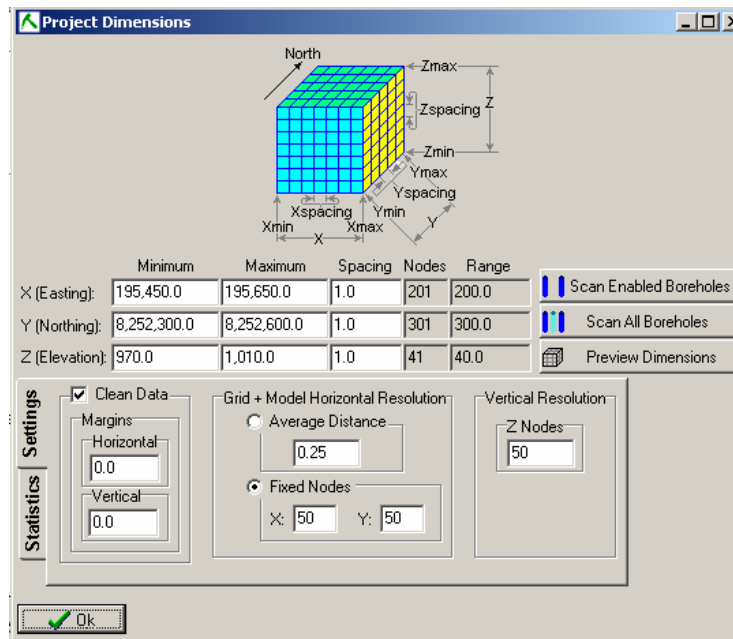 Project Dimensions
North
Zmax
Zspacing
Z
Zmin
Ymax
Yspacing
Xspacing
Ymin
Y
Xmin
Xmax
X
Minimum Maximum Spacing Nodes Range
X (Easting): 195,450.0 195,650.0 1.0 201 200.0
Scan Enabled Boreholes
Y (Northing): 8,252,300.0 8,252,600.0 1.0 301 300.0
Scan All Boreholes
Z (Elevation): 970.0 1,010.0 1.0 41 40.0
Preview Dimensions
Settings
Statistics
Clean Data
Margins
Horizontal
0.0
Vertical
0.0
Grid + Model Horizontal Resolution
Average Distance
0.25
Fixed Nodes
X: 50 Y: 50
Vertical Resolution
Z Nodes
50
Ok